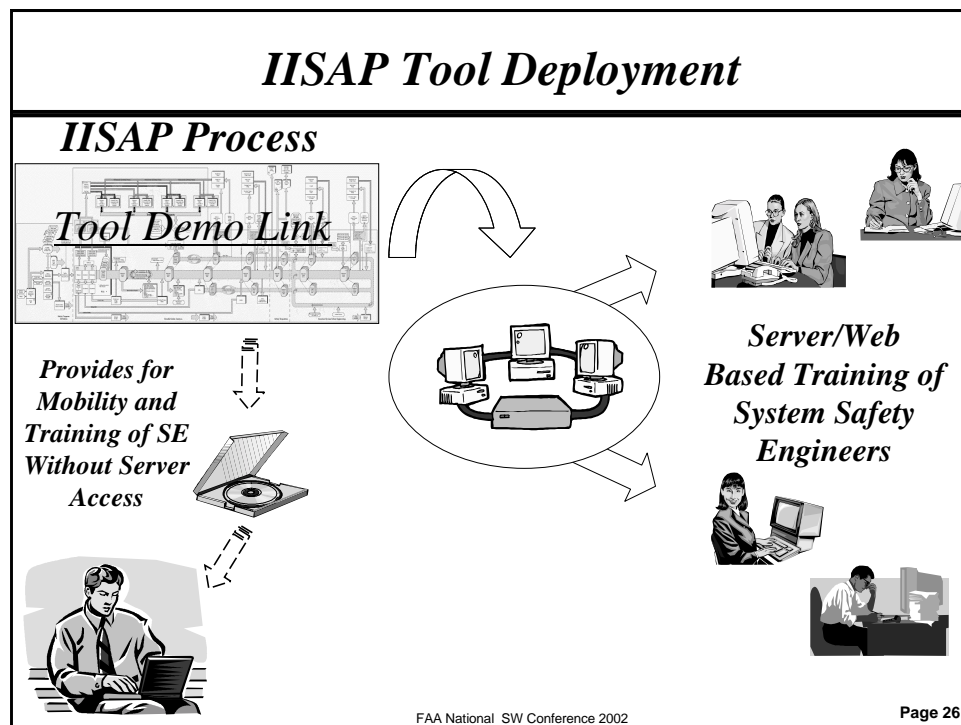 IISAP Tool Deployment
IISAP Process
Tool Demo Link
Provides for
Mobility and
Training of SE
Without Server
Access
Server/Web
Based Training of
System Safety
Engineers
FAA National SW Conference 2002
Page 26